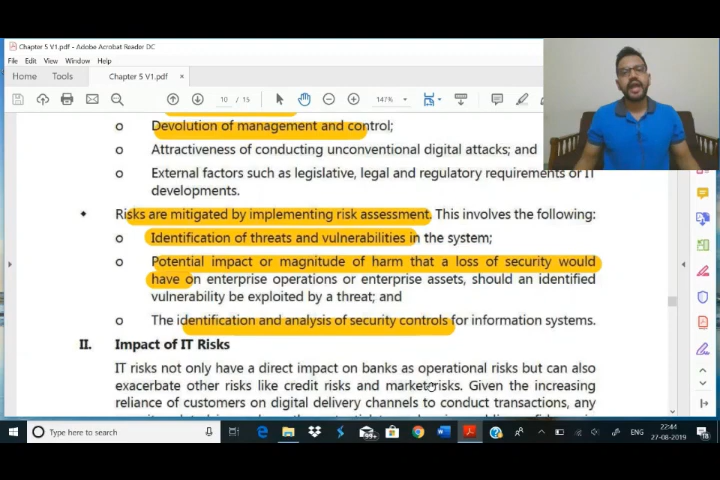 Chapter 5 V1.pdf - Adobe Acrobat Reader DC
File Edit View Window Help
Home Tools Chapter 5 V1.pdf ×
10 / 15 147%
o Devolution of management and control;
o Attractiveness of conducting unconventional digital attacks; and
o External factors such as legislative, legal and regulatory requirements or IT
developments.
Risks are mitigated by implementing risk assessment. This involves the following:
o Identification of threats and vulnerabilities in the system;
o Potential impact or magnitude of harm that a loss of security would
have on enterprise operations or enterprise assets, should an identified
vulnerability be exploited by a threat; and
o The identification and analysis of security controls for information systems.
II. Impact of IT Risks
IT risks not only have a direct impact on banks as operational risks but can also
exacerbate other risks like credit risks and market risks. Given the increasing
reliance of customers on digital delivery channels to conduct transactions, any
Type here to search
99+
ENG
22:44
27-08-2019